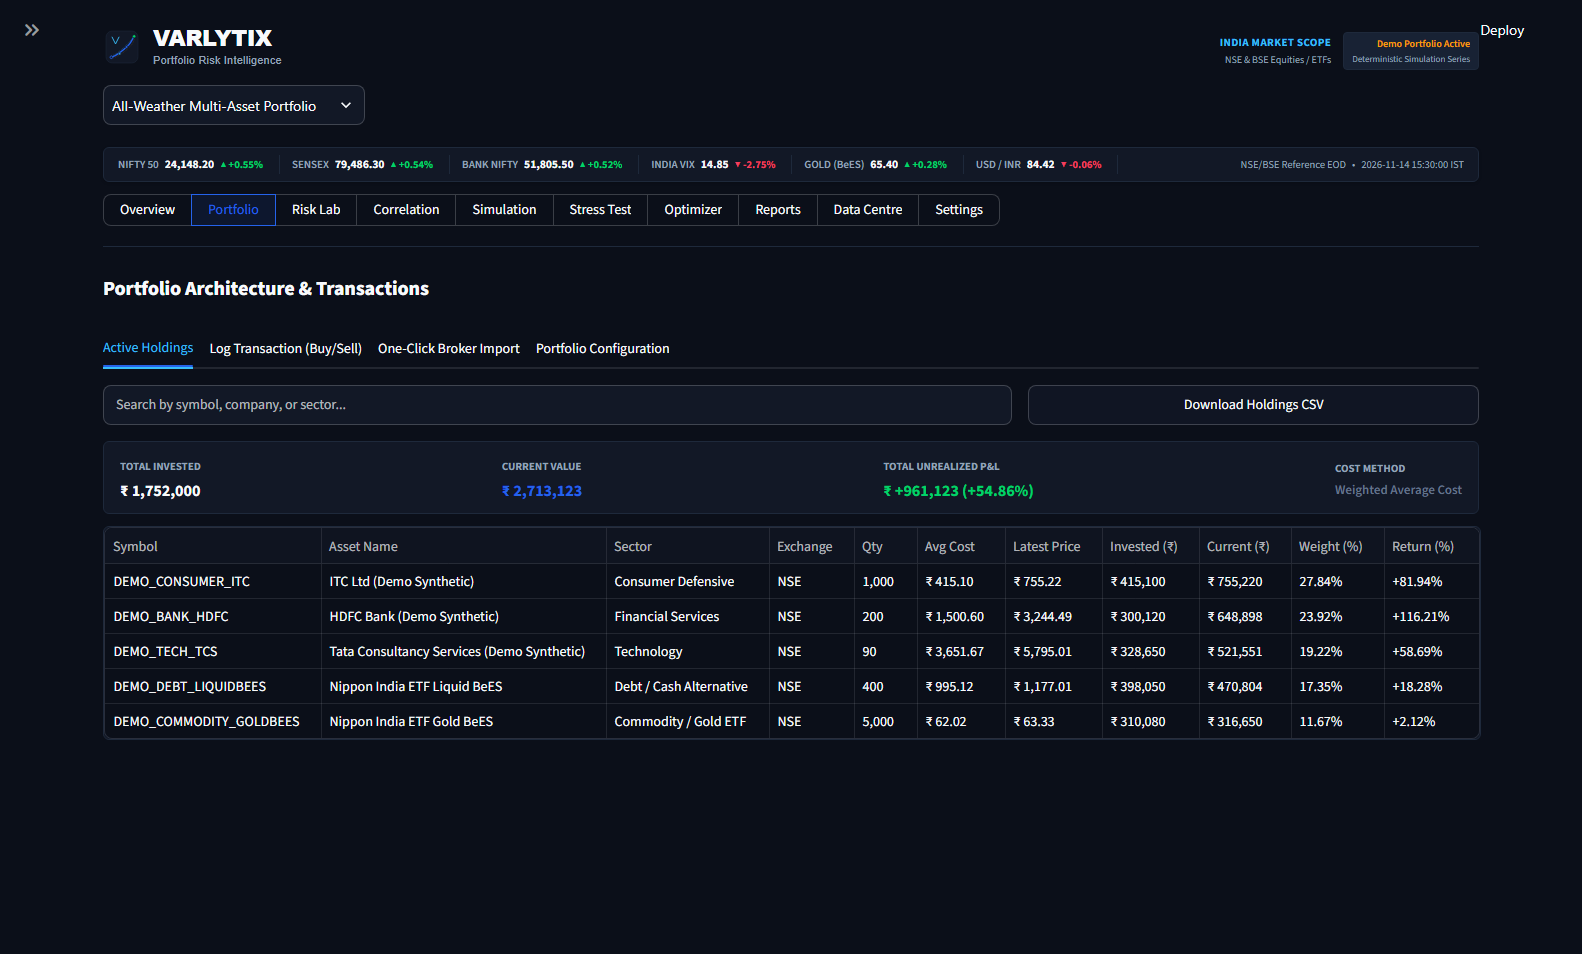 VARLYTIX
Portfolio Risk Intelligence
INDIA MARKET SCOPE
NSE & BSE Equities / ETFs
Demo Portfolio Active
Deterministic Simulation Series
Deploy
All-Weather Multi-Asset Portfolio
NIFTY 50 24,148.20 ▲ +0.55% SENSEX 79,486.30 ▲ +0.54% BANK NIFTY 51,805.50 ▲ +0.52% INDIA VIX 14.85 ▼ -2.75% GOLD (BeES) 65.40 ▲ +0.28% USD / INR 84.42 ▼ -0.06% NSE/BSE Reference EOD • 2026-11-14 15:30:00 IST
Overview Portfolio Risk Lab Correlation Simulation Stress Test Optimizer Reports Data Centre Settings
Portfolio Architecture & Transactions
Active Holdings Log Transaction (Buy/Sell) One-Click Broker Import Portfolio Configuration
Search by symbol, company, or sector... Download Holdings CSV
TOTAL INVESTED CURRENT VALUE TOTAL UNREALIZED P&L COST METHOD
₹ 1,752,000 ₹ 2,713,123 ₹ +961,123 (+54.86%) Weighted Average Cost
Symbol Asset Name Sector Exchange Qty Avg Cost Latest Price Invested (₹) Current (₹) Weight (%) Return (%)
DEMO_CONSUMER_ITC ITC Ltd (Demo Synthetic) Consumer Defensive NSE 1,000 ₹ 415.10 ₹ 755.22 ₹ 415,100 ₹ 755,220 27.84% +81.94%
DEMO_BANK_HDFC HDFC Bank (Demo Synthetic) Financial Services NSE 200 ₹ 1,500.60 ₹ 3,244.49 ₹ 300,120 ₹ 648,898 23.92% +116.21%
DEMO_TECH_TCS Tata Consultancy Services (Demo Synthetic) Technology NSE 90 ₹ 3,651.67 ₹ 5,795.01 ₹ 328,650 ₹ 521,551 19.22% +58.69%
DEMO_DEBT_LIQUIDBEES Nippon India ETF Liquid BeES Debt / Cash Alternative NSE 400 ₹ 995.12 ₹ 1,177.01 ₹ 398,050 ₹ 470,804 17.35% +18.28%
DEMO_COMMODITY_GOLDBEES Nippon India ETF Gold BeES Commodity / Gold ETF NSE 5,000 ₹ 62.02 ₹ 63.33 ₹ 310,080 ₹ 316,650 11.67% +2.12%